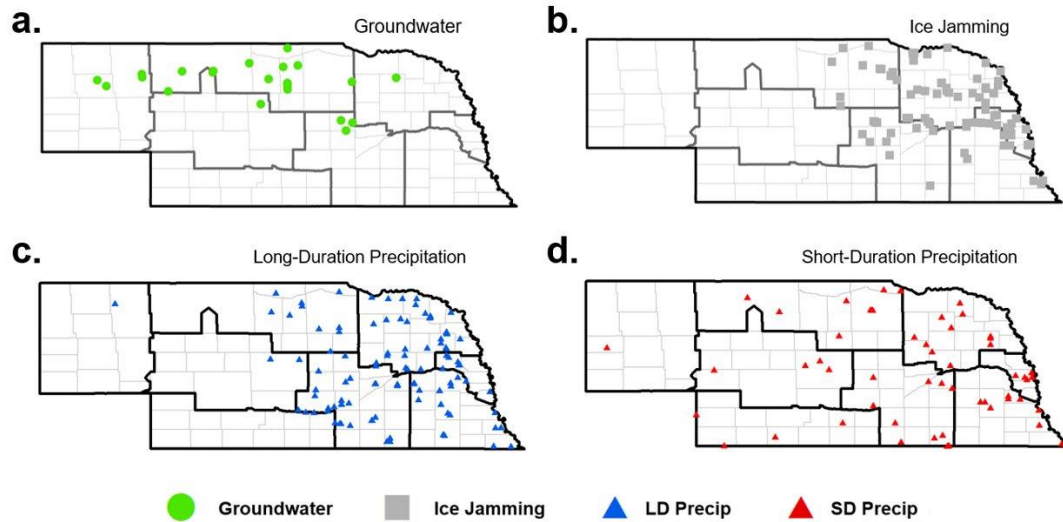 a.
Groundwater
b.
Ice Jamming
c.
Long-Duration Precipitation
d.
Short-Duration Precipitation
Groundwater Ice Jamming LD Precip SD Precip